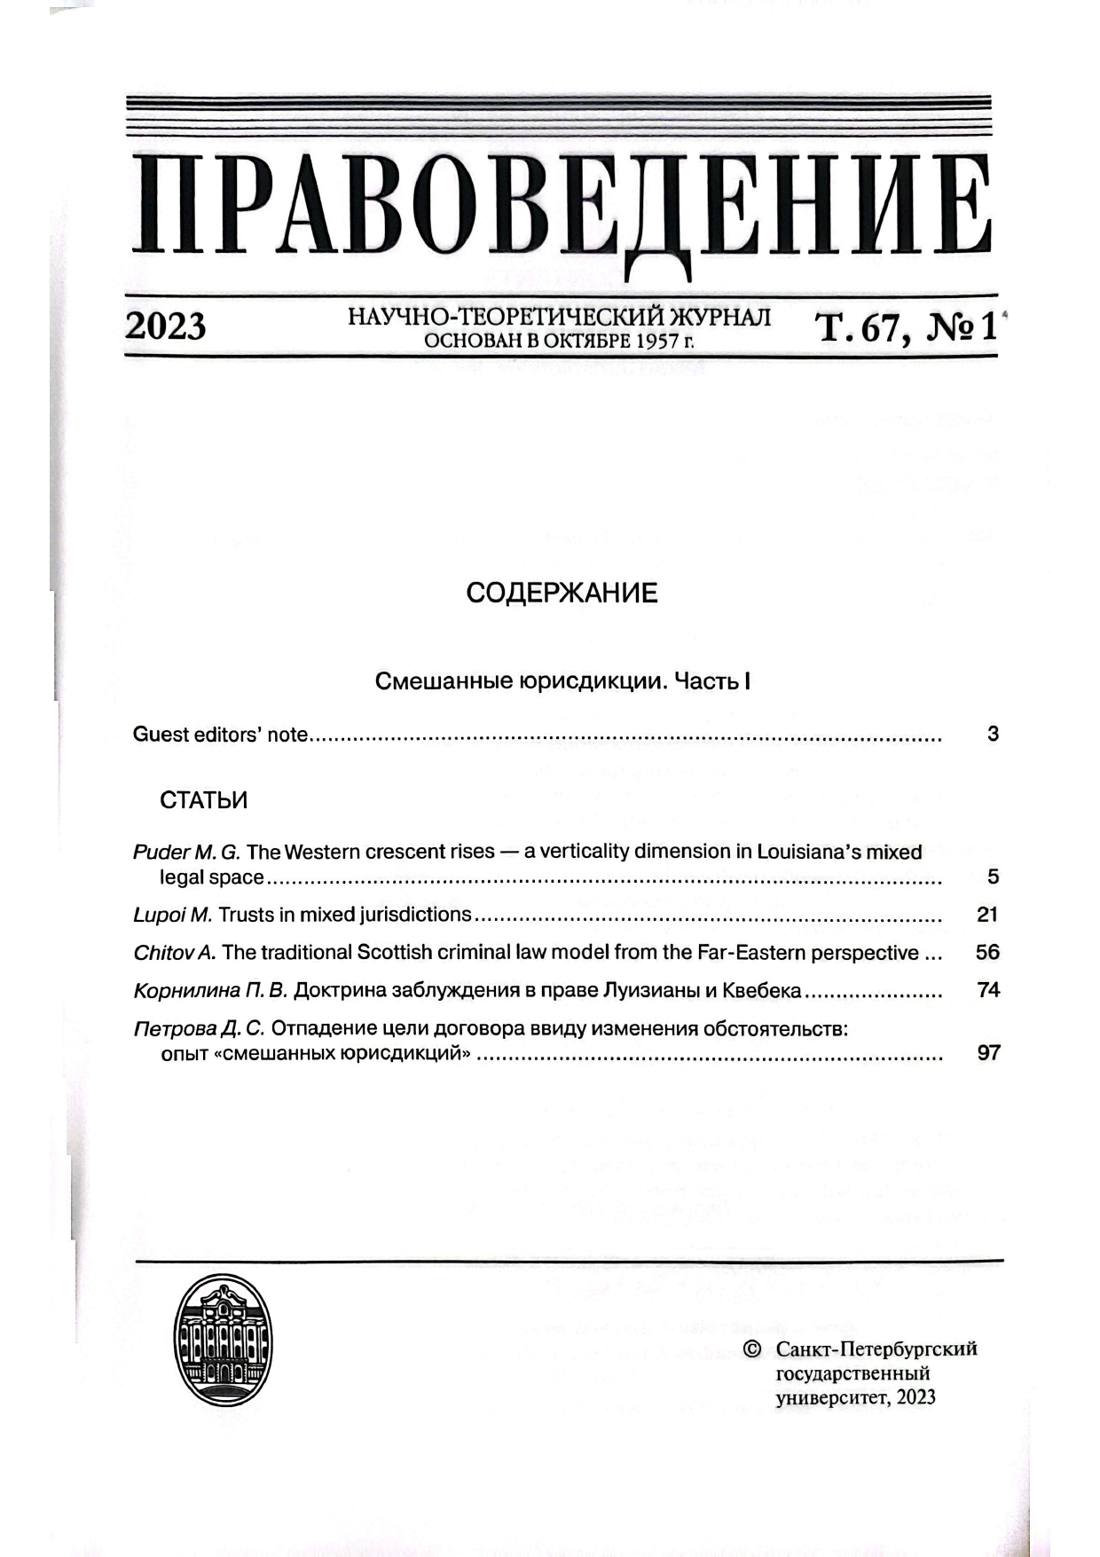 ПРАВОВЕДЕНИЕ
2023
НАУЧНО-ТЕОРЕТИЧЕСКИЙ ЖУРНАЛ
ОСНОВАН В ОКТЯБРЕ 1957 г.
Т. 67, №1
СОДЕРЖАНИЕ
Смешанные юрисдикции. Часть I
Guest editors’ note.................................................. 3
СТАТЬИ
Puder M. G. The Western crescent rises — a verticality dimension in Louisiana’s mixed
legal space.................................................. 5
Lupoi M. Trusts in mixed jurisdictions.................................................. 21
Chitov A. The traditional Scottish criminal law model from the Far-Eastern perspective ... 56
Корнилина П. В. Доктрина заблуждения в праве Луизианы и Квебека...................... 74
Петрова Д. С. Отпадение цели договора ввиду изменения обстоятельств:
опыт «смешанных юрисдикций» .................................................. 97
© Санкт-Петербургский
государственный
университет, 2023